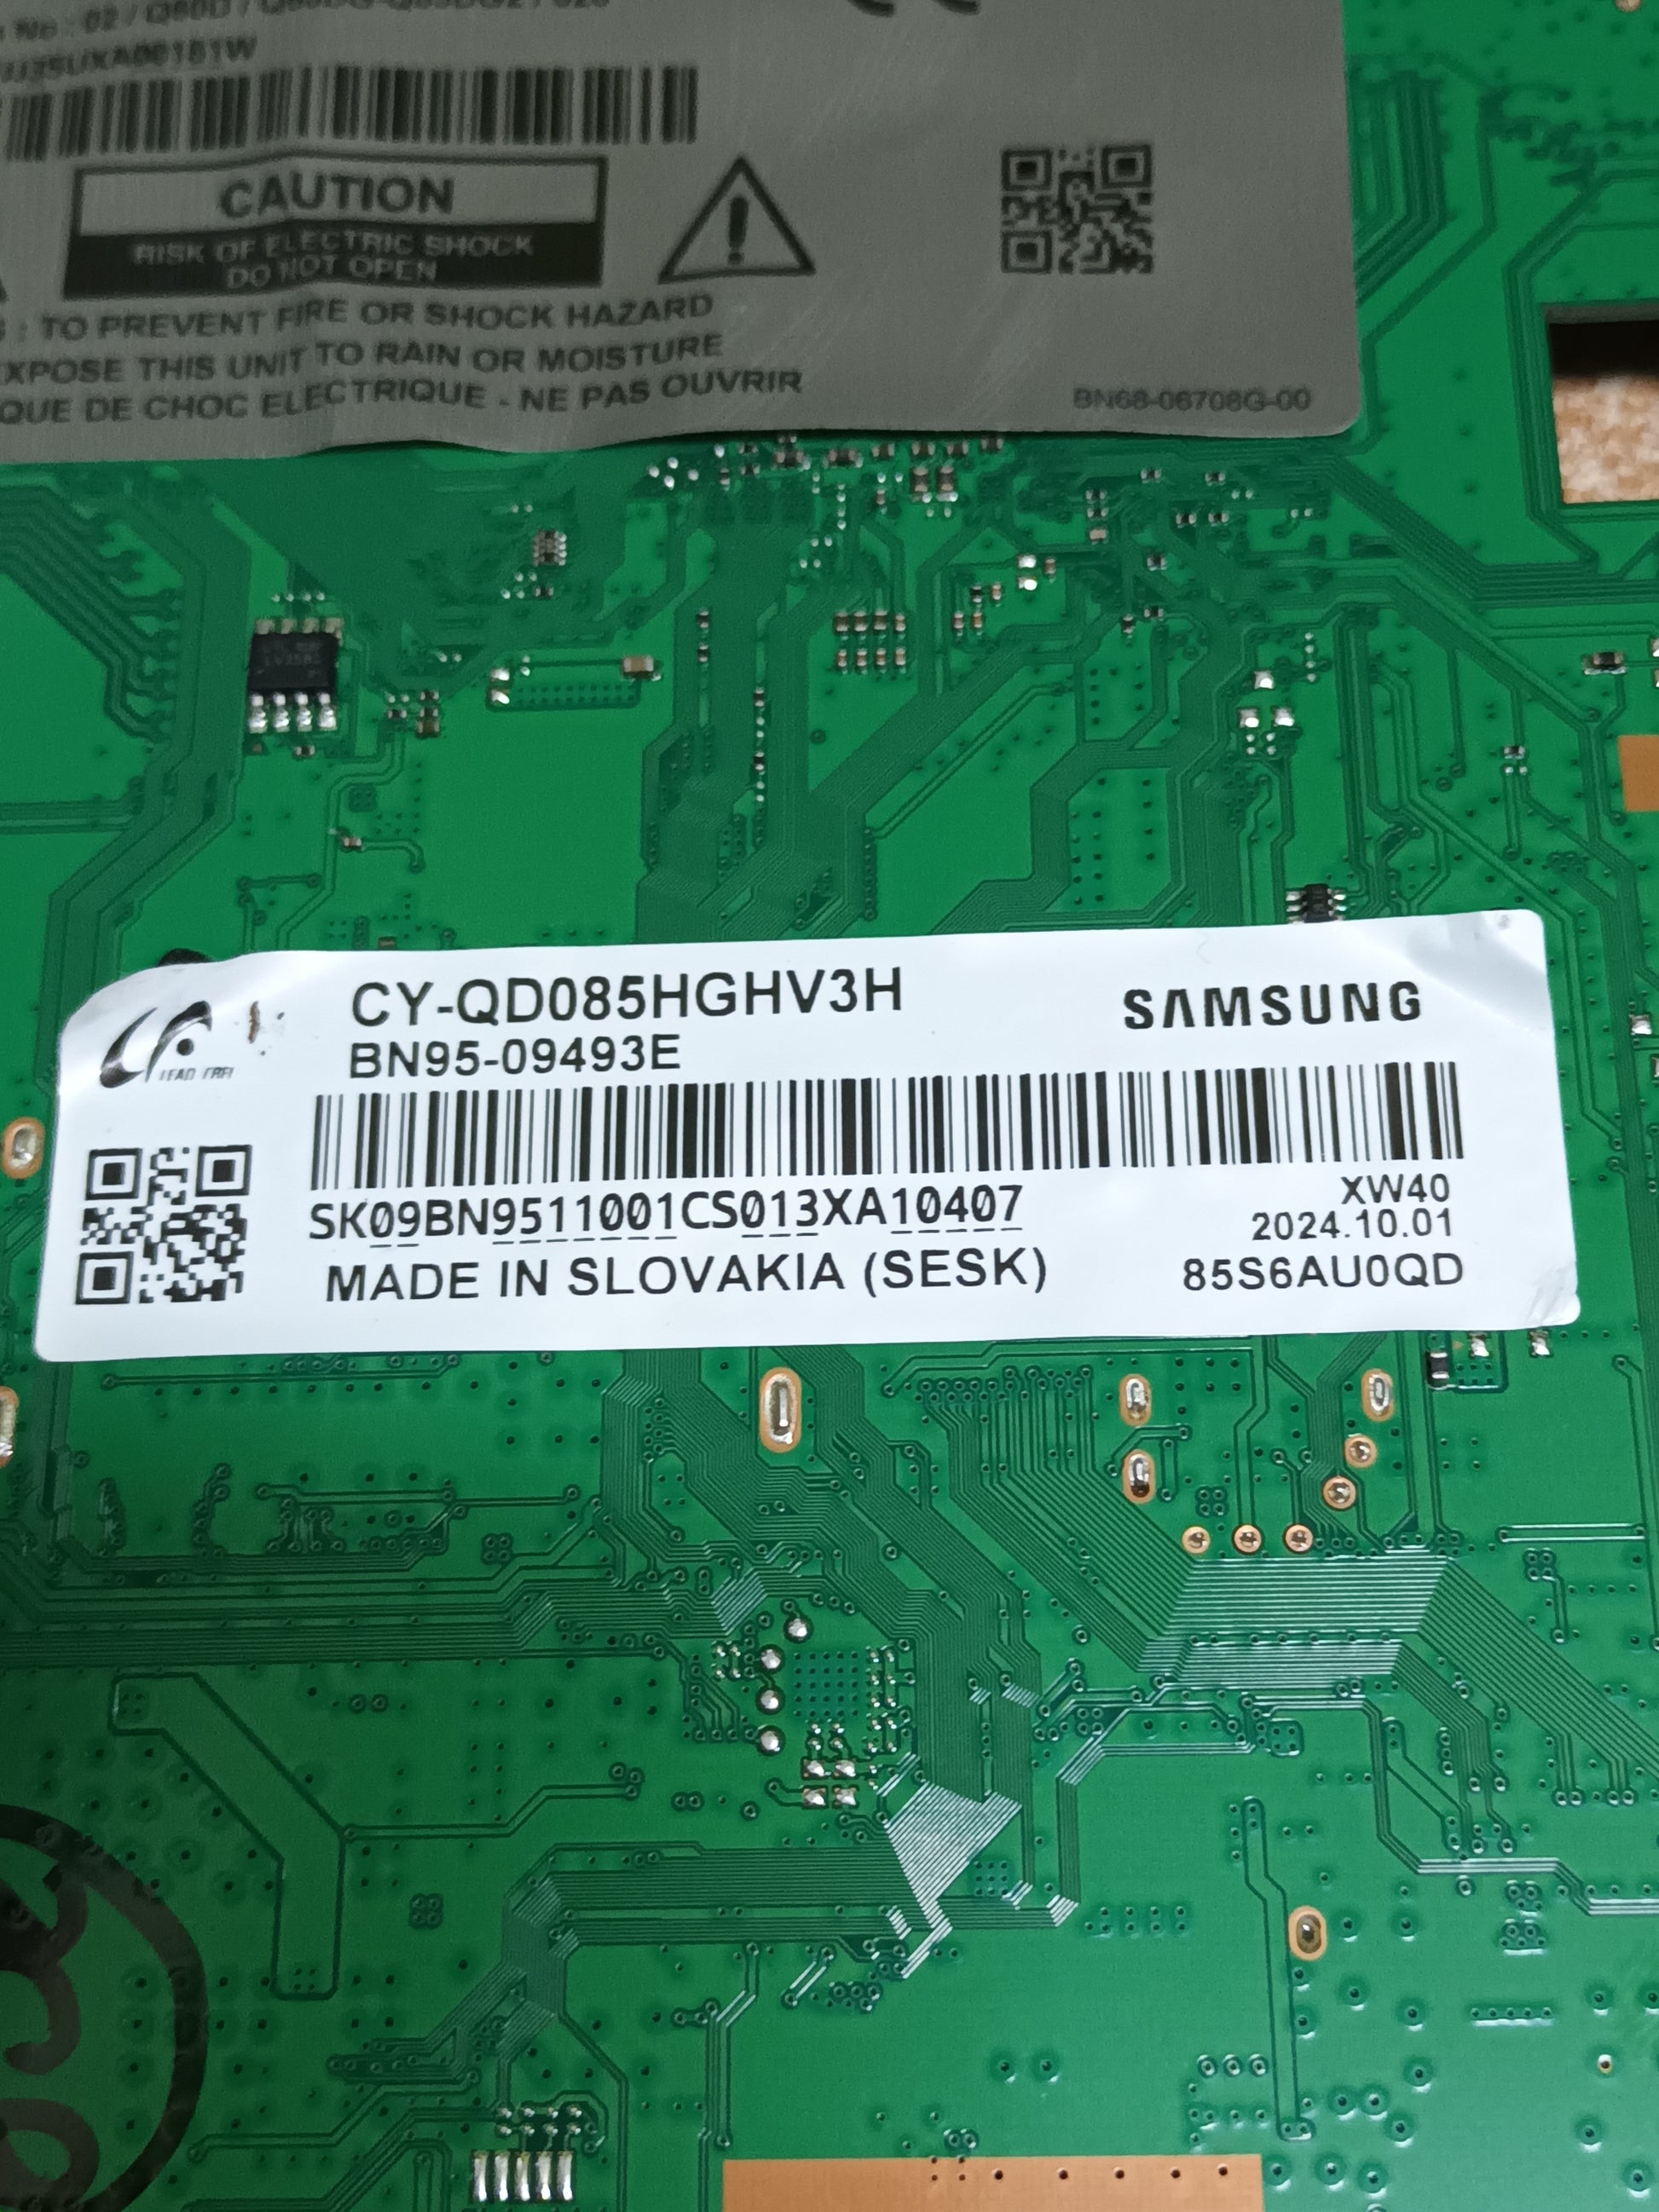 CAUTION
RISK OF ELECTRIC SHOCK
DO NOT OPEN
: TO PREVENT FIRE OR SHOCK HAZARD
XPOSE THIS UNIT TO RAIN OR MOISTURE
QUE DE CHOC ELECTRIQUE - NE PAS OUVRIR
BN68-06708G-00
CY-QD085HGHV3H
SAMSUNG
BN95-09493E
LEAD FREE
SK09BN9511001CS013XA10407
XW40
2024.10.01
MADE IN SLOVAKIA (SESK)
85S6AU0QD